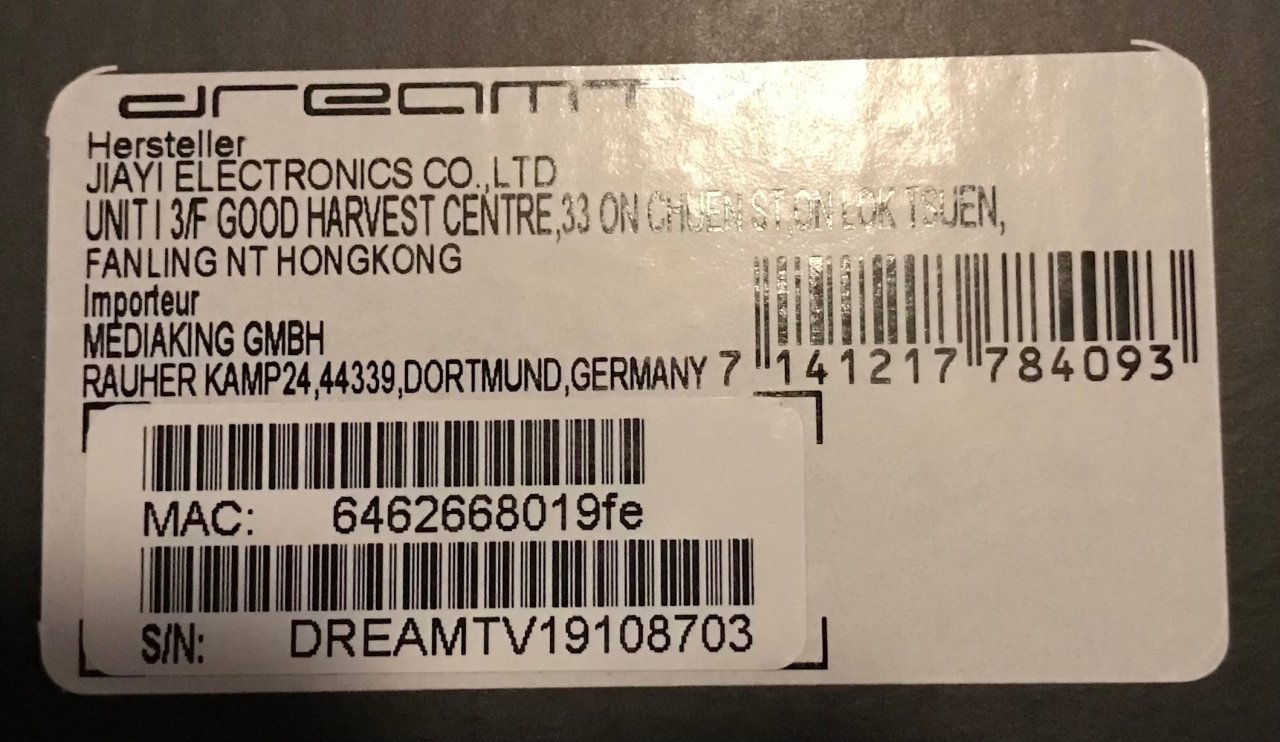 dreamTV
Hersteller
JIAYI ELECTRONICS CO.,LTD
UNIT I 3/F GOOD HARVEST CENTRE,33 ON CHUEN ST,ON LOK TSUEN,
FANLING NT HONGKONG
Importeur
MEDIAKING GMBH
RAUHER KAMP24,44339,DORTMUND,GERMANY
7 141217 784093
MAC: 6462668019fe
S/N: DREAMTV19108703